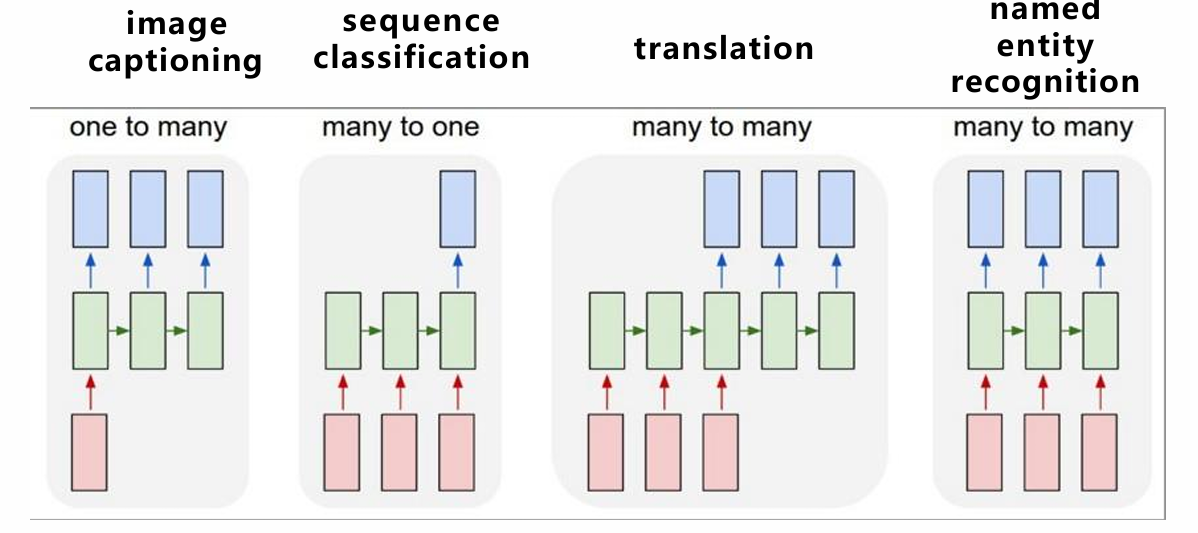 image
captioning
sequence
classification
translation
named
entity
recognition
one to many
many to one
many to many
many to many